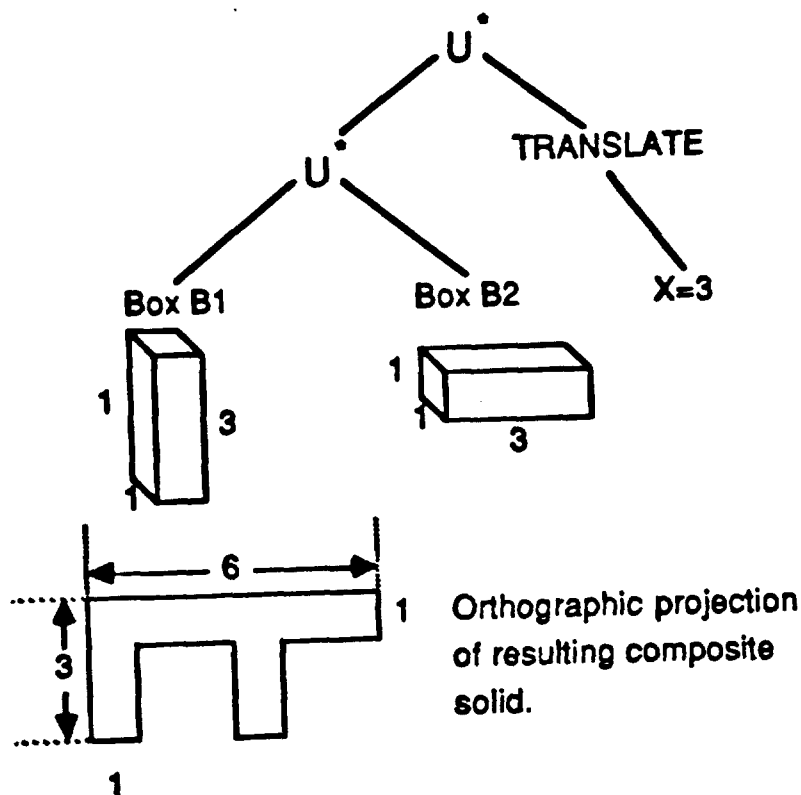 U*
U*
TRANSLATE
Box B1
Box B2
X=3
1
3
1
1
1
3
6
3
1
1
Orthographic projection
of resulting composite
solid.